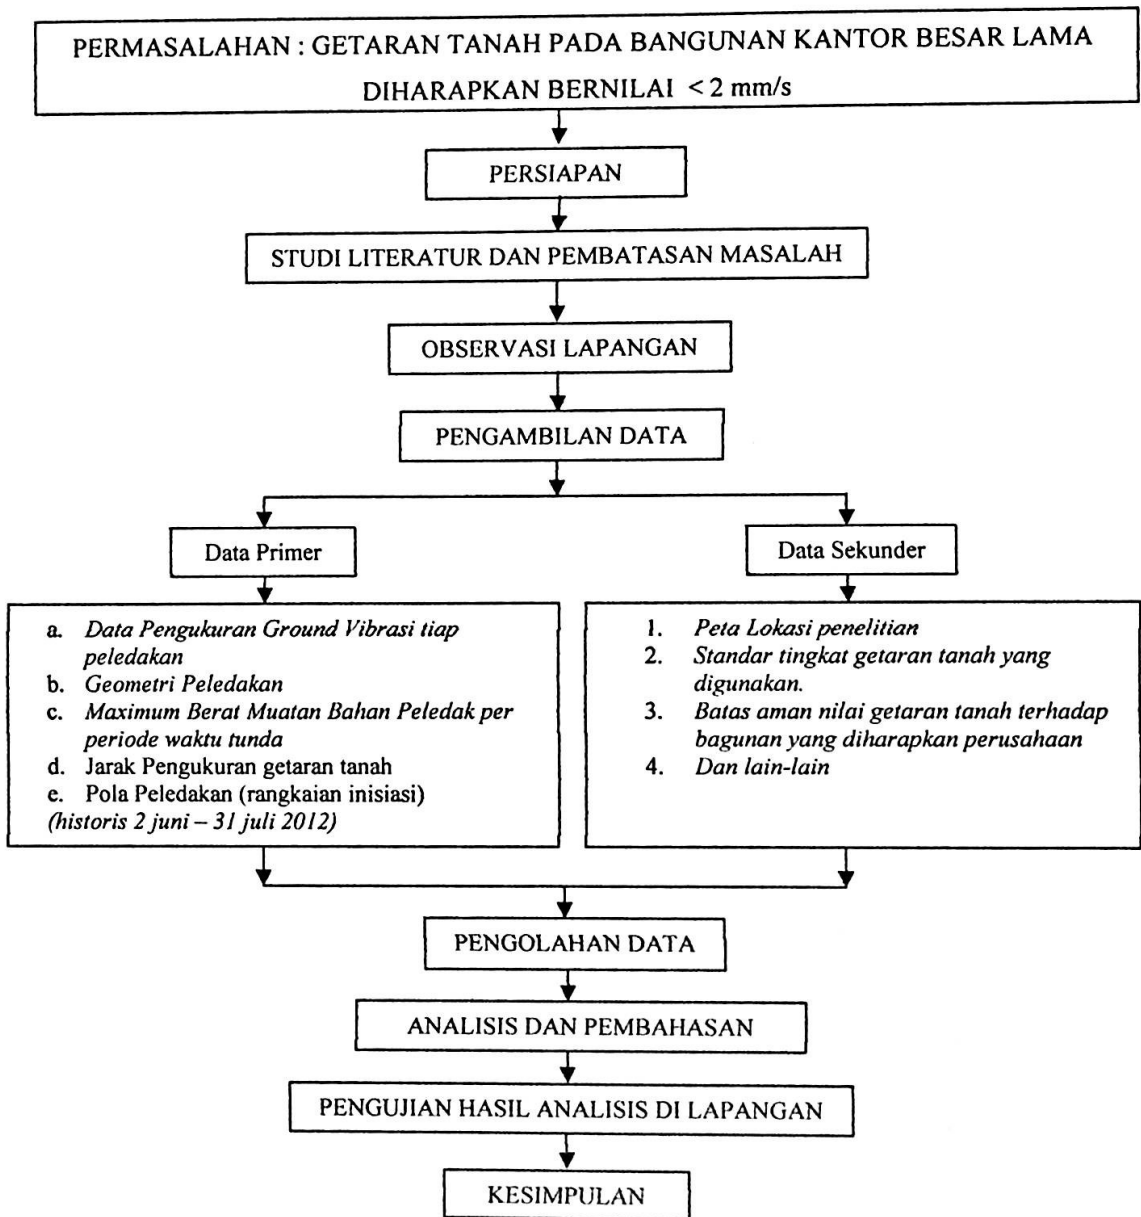 PERMASALAHAN : GETARAN TANAH PADA BANGUNAN KANTOR BESAR LAMA
DIHARAPKAN BERNILAI < 2 mm/s
PERSIAPAN
STUDI LITERATUR DAN PEMBATASAN MASALAH
OBSERVASI LAPANGAN
PENGAMBILAN DATA
Data Primer
a. Data Pengukuran Ground Vibrasi tiap
peledakan
b. Geometri Peledakan
c. Maximum Berat Muatan Bahan Peledak per
periode waktu tunda
d. Jarak Pengukuran getaran tanah
e. Pola Peledakan (rangkaian inisiasi)
(historis 2 juni – 31 juli 2012)
Data Sekunder
1. Peta Lokasi penelitian
2. Standar tingkat getaran tanah yang
digunakan.
3. Batas aman nilai getaran tanah terhadap
bagunan yang diharapkan perusahaan
4. Dan lain-lain
PENGOLAHAN DATA
ANALISIS DAN PEMBAHASAN
PENGUJIAN HASIL ANALISIS DI LAPANGAN
KESIMPULAN